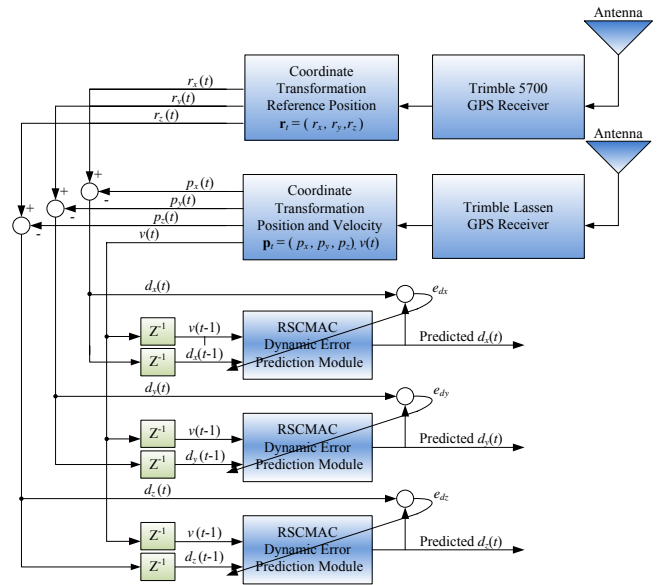 Antenna
Coordinate
Transformation
Reference Position
r_t = ( r_x, r_y, r_z )
Trimble 5700
GPS Receiver
r_x(t)
r_y(t)
r_z(t)
Antenna
+
+
+
-
-
-
p_x(t)
p_y(t)
p_z(t)
v(t)
Coordinate
Transformation
Position and Velocity
p_t = ( p_x, p_y, p_z ), v(t)
Trimble Lassen
GPS Receiver
d_x(t)
e_dx
Z⁻¹
v(t-1)
Z⁻¹
d_x(t-1)
RSCMAC
Dynamic Error
Prediction Module
Predicted d_x(t)
d_y(t)
e_dy
Z⁻¹
v(t-1)
Z⁻¹
d_y(t-1)
RSCMAC
Dynamic Error
Prediction Module
Predicted d_y(t)
d_z(t)
e_dz
Z⁻¹
v(t-1)
Z⁻¹
d_z(t-1)
RSCMAC
Dynamic Error
Prediction Module
Predicted d_z(t)